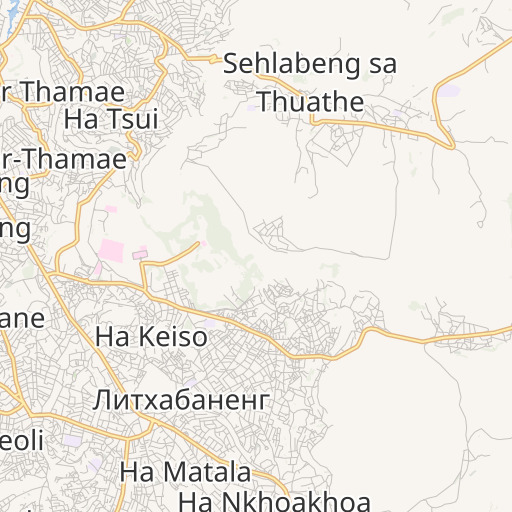 Sehlabeng sa
Thuathe
r Thamae
Ha Tsui
r-Thamae
ng
ng
ane
Ha Keiso
Литхабаненг
eoli
Ha Matala
Ha Nkhoakhoa